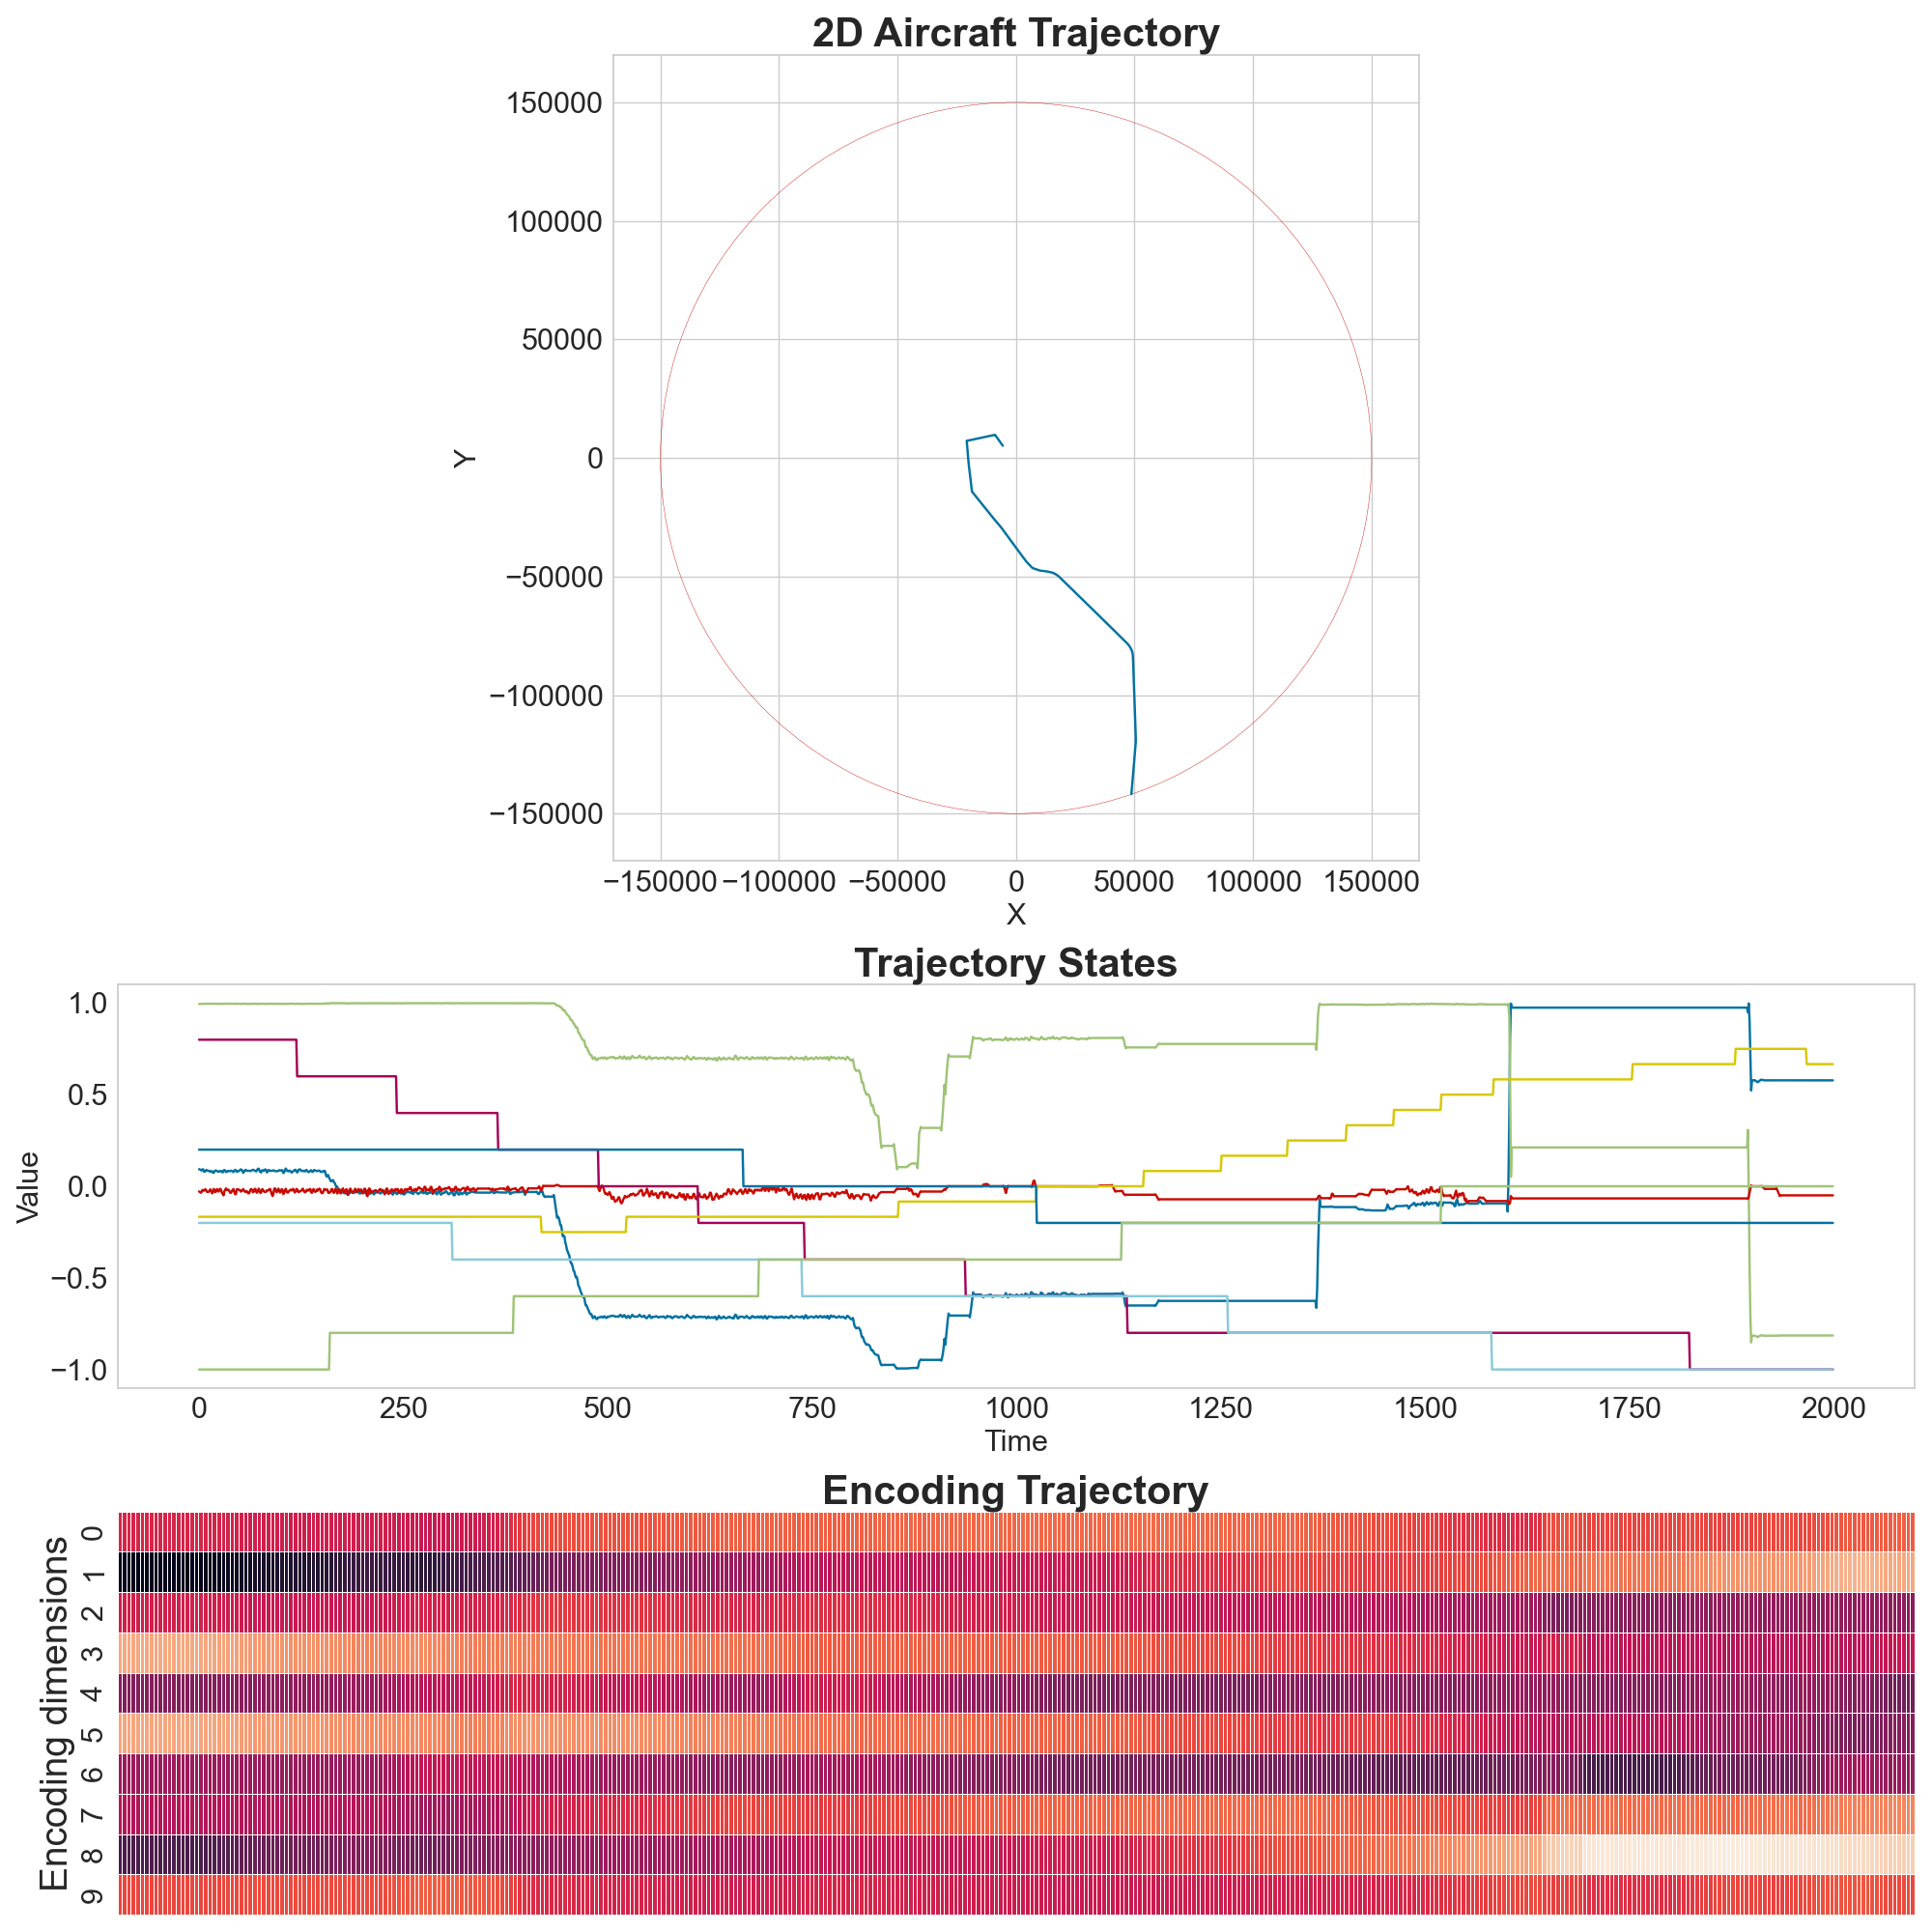 2D Aircraft Trajectory
150000
100000
50000
0
−50000
−100000
−150000
Y
−150000 −100000 −50000 0 50000 100000 150000
X
Trajectory States
1.0
0.5
0.0
−0.5
−1.0
Value
0 250 500 750 1000 1250 1500 1750 2000
Time
Encoding Trajectory
Encoding dimensions
0
1
2
3
4
5
6
7
8
9